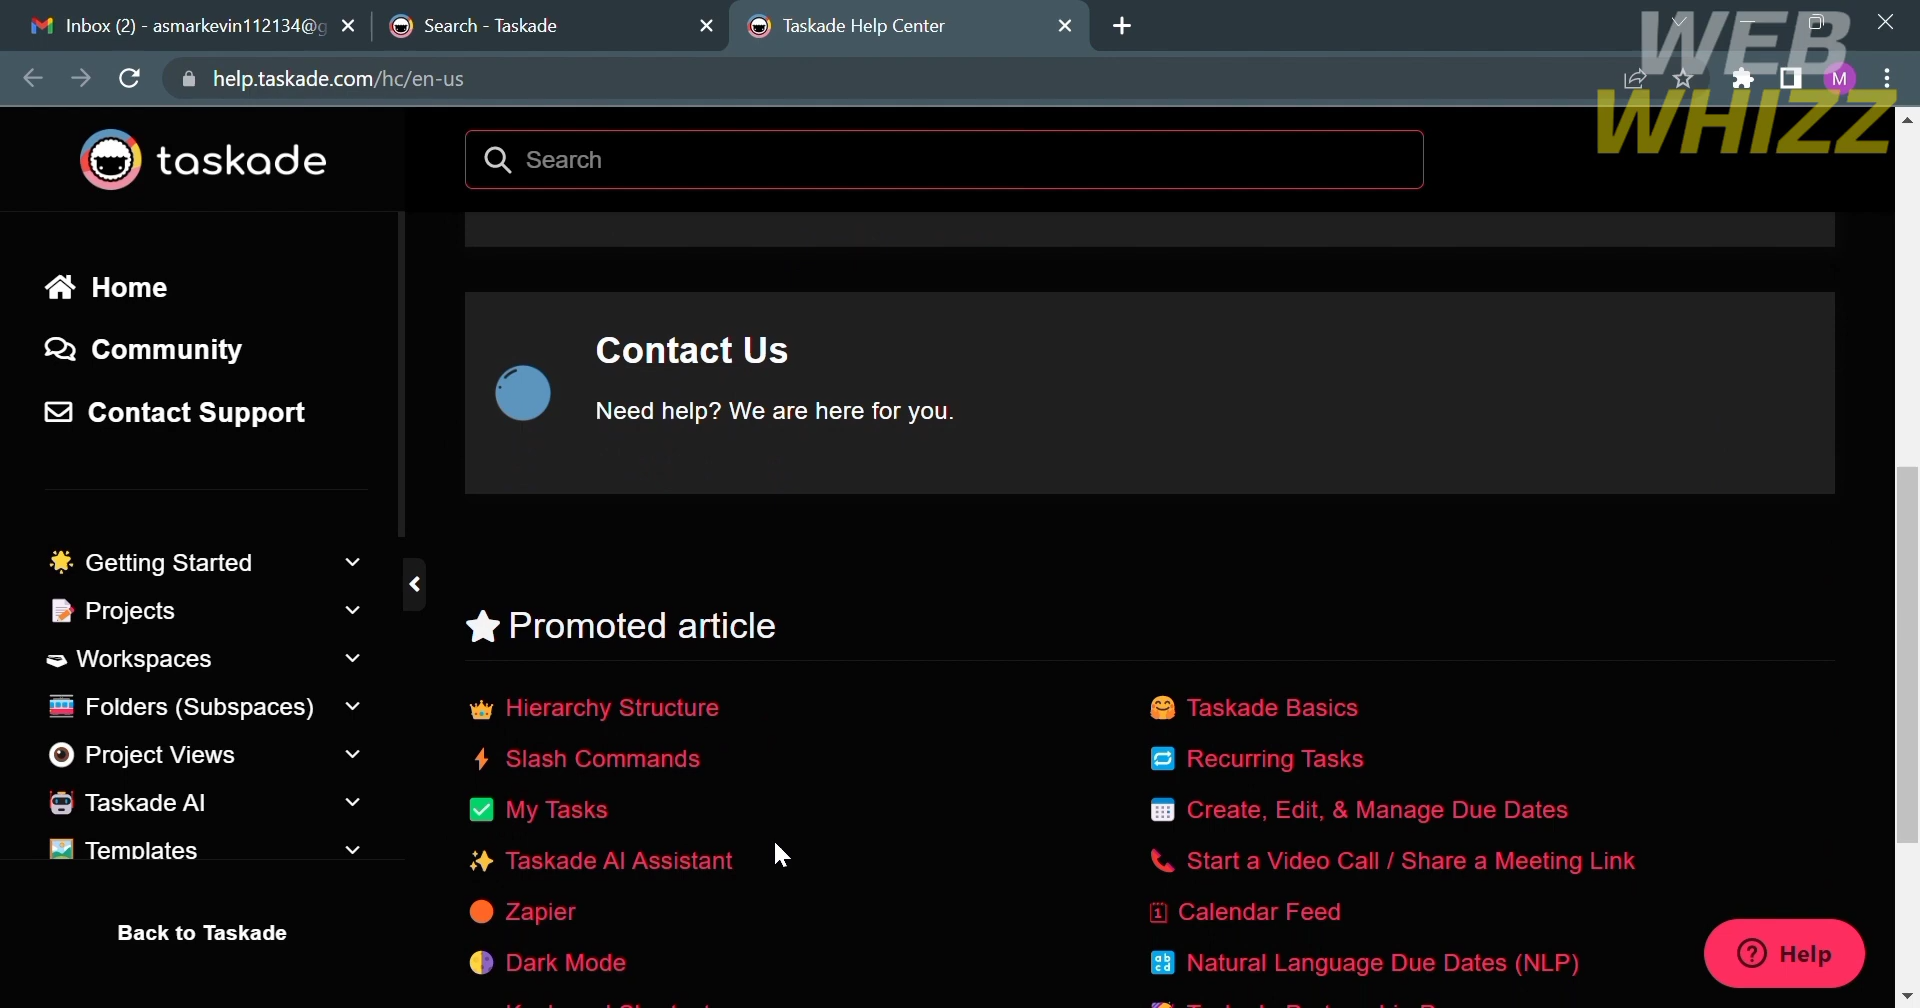 Inbox (2) - asmarkevin112134@g
Search - Taskade
Taskade Help Center
help.taskade.com/hc/en-us
M
WEB
WHIZZ
taskade
Search
Home
Community
Contact Support
Contact Us
Need help? We are here for you.
Getting Started
Projects
Workspaces
Folders (Subspaces)
Project Views
Taskade AI
Templates
Back to Taskade
Promoted article
Hierarchy Structure
Slash Commands
My Tasks
Taskade AI Assistant
Zapier
Dark Mode
Taskade Basics
Recurring Tasks
Create, Edit, & Manage Due Dates
Start a Video Call / Share a Meeting Link
Calendar Feed
Natural Language Due Dates (NLP)
Help